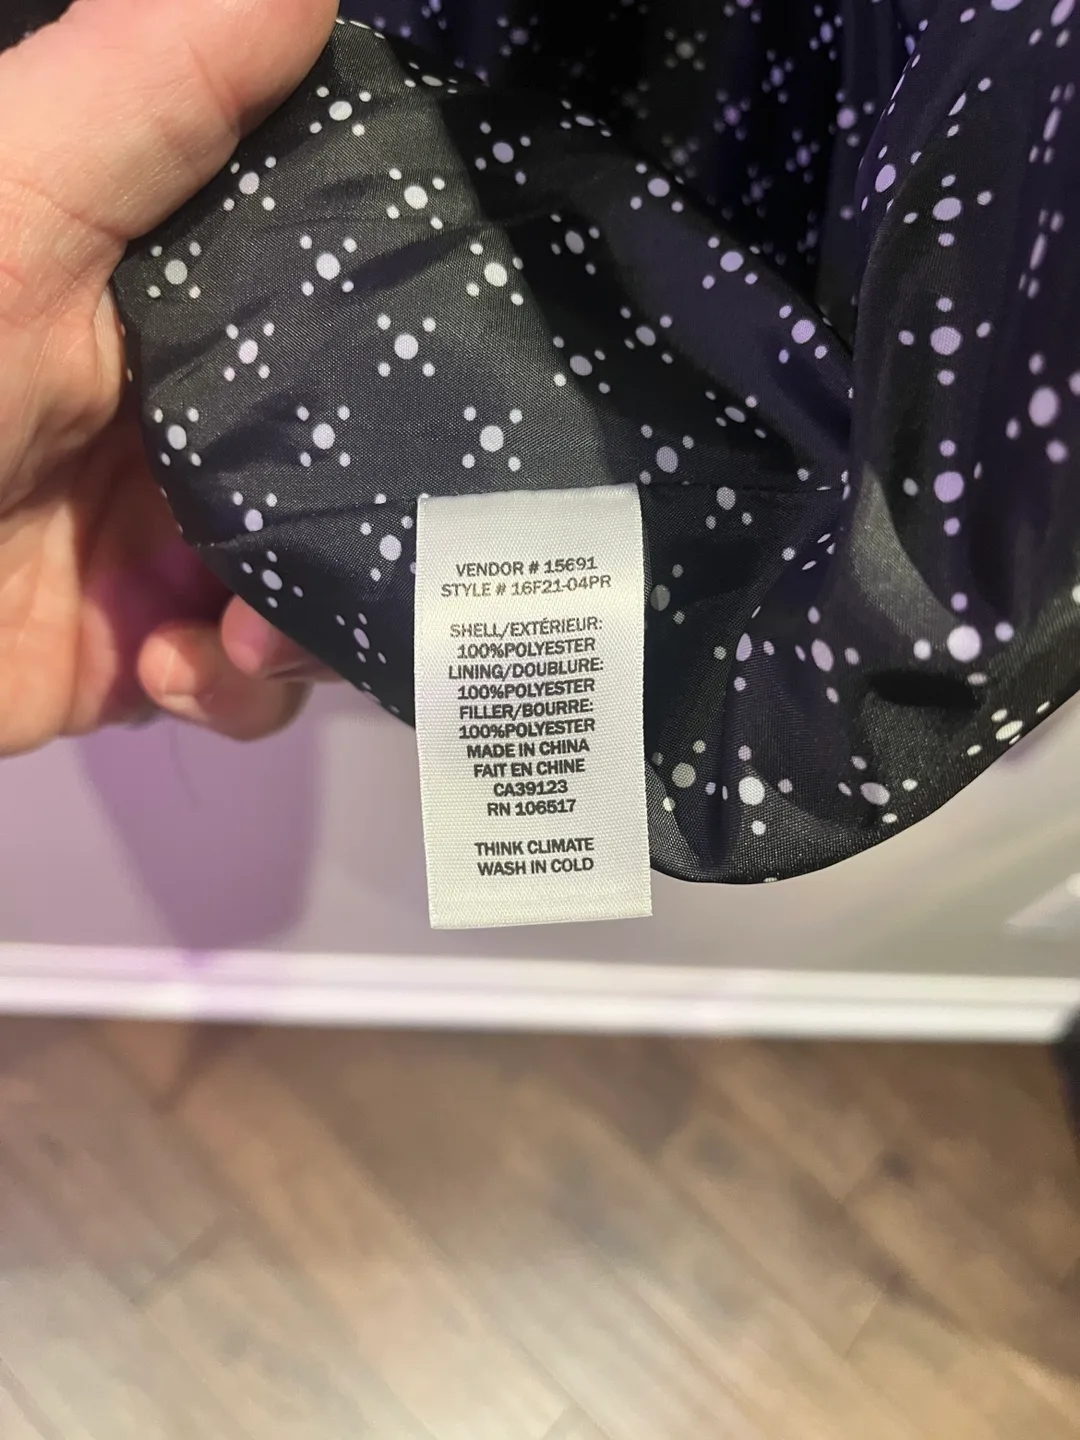 VENDOR # 15691
STYLE # 16F21-04PR
SHELL/EXTÉRIEUR:
100%POLYESTER
LINING/DOUBLURE:
100%POLYESTER
FILLER/BOURRE:
100%POLYESTER
MADE IN CHINA
FAIT EN CHINE
CA39123
RN 106517
THINK CLIMATE
WASH IN COLD